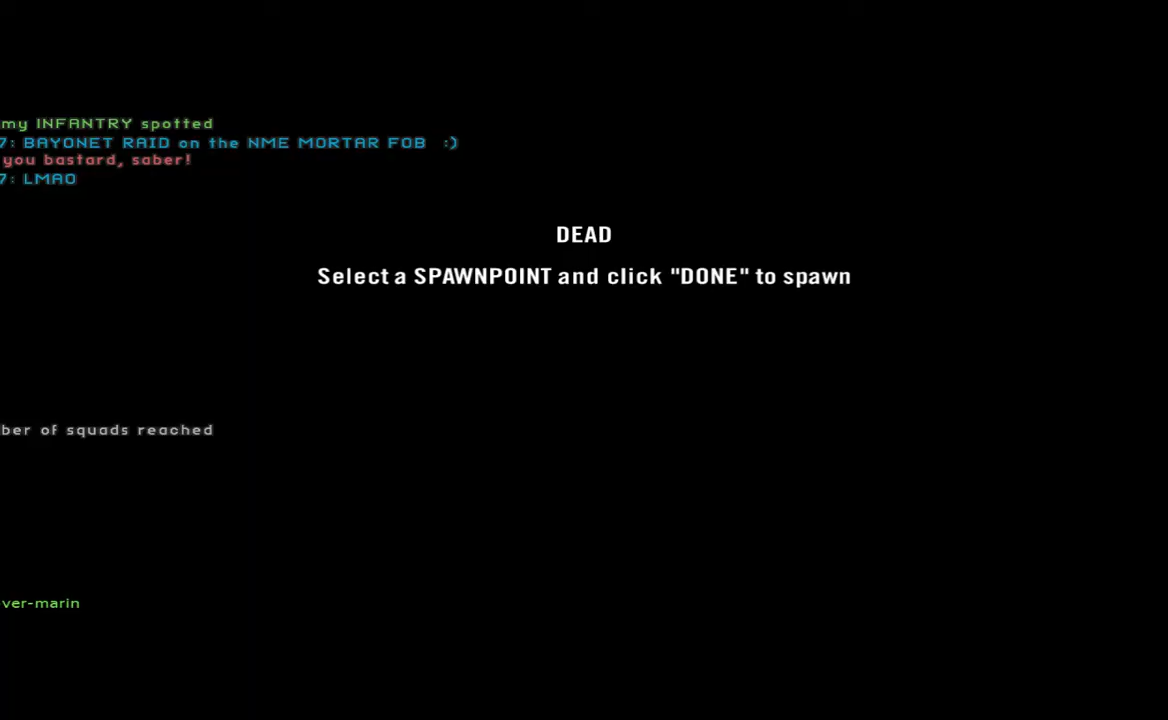 my INFANTRY spotted
7: BAYONET RAID on the NME MORTAR FOB :)
you bastard, saber!
7: LMAO
DEAD
Select a SPAWNPOINT and click "DONE" to spawn
ber of squads reached
ver-marin